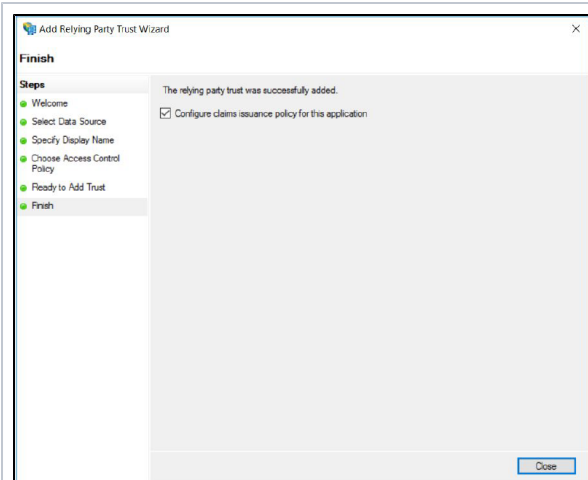 Add Relying Party Trust Wizard
Finish
Steps
Welcome
Select Data Source
Specify Display Name
Choose Access Control
Policy
Ready to Add Trust
Finish
The relying party trust was successfully added.
Configure claims issuance policy for this application
Close